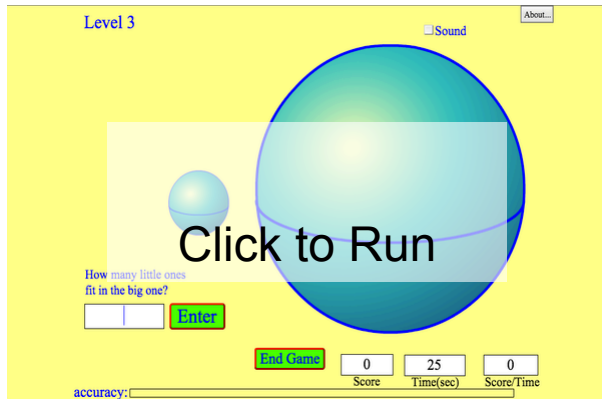 About...
Level 3
Sound
Click to Run
How many little ones
fit in the big one?
Enter
End Game
0
25
0
Score
Time(sec)
Score/Time
accuracy: